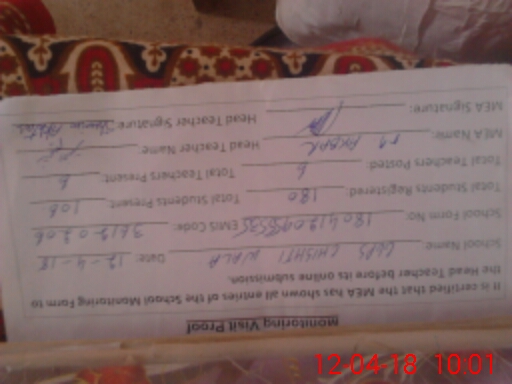 Monitoring Visit Proof
It is certified that the MEA has shown all entries of the School Monitoring Form to
the Head Teacher before its online submission.
School Name: CHISHTI WALA Date: 12-4-18
School Form No: EMIS Code:
Total Students Registered: 180 Total Students Present: 106
Total Teachers Posted: 6 Total Teachers Present: 6
MEA Name: AKBAR Head Teacher Name:
MEA Signature: Head Teacher Signature:
12-04-18 10:01